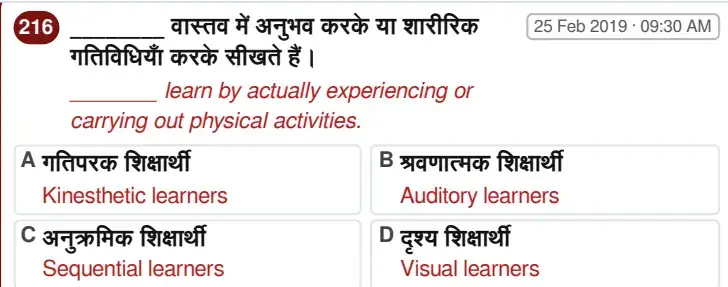 216 _________ वास्तव में अनुभव करके या शारीरिक
25 Feb 2019 · 09:30 AM
गतिविधियाँ करके सीखते हैं।
________ learn by actually experiencing or
carrying out physical activities.
A गतिपरक शिक्षार्थी
Kinesthetic learners
B श्रवणात्मक शिक्षार्थी
Auditory learners
C अनुक्रमिक शिक्षार्थी
Sequential learners
D दृश्य शिक्षार्थी
Visual learners